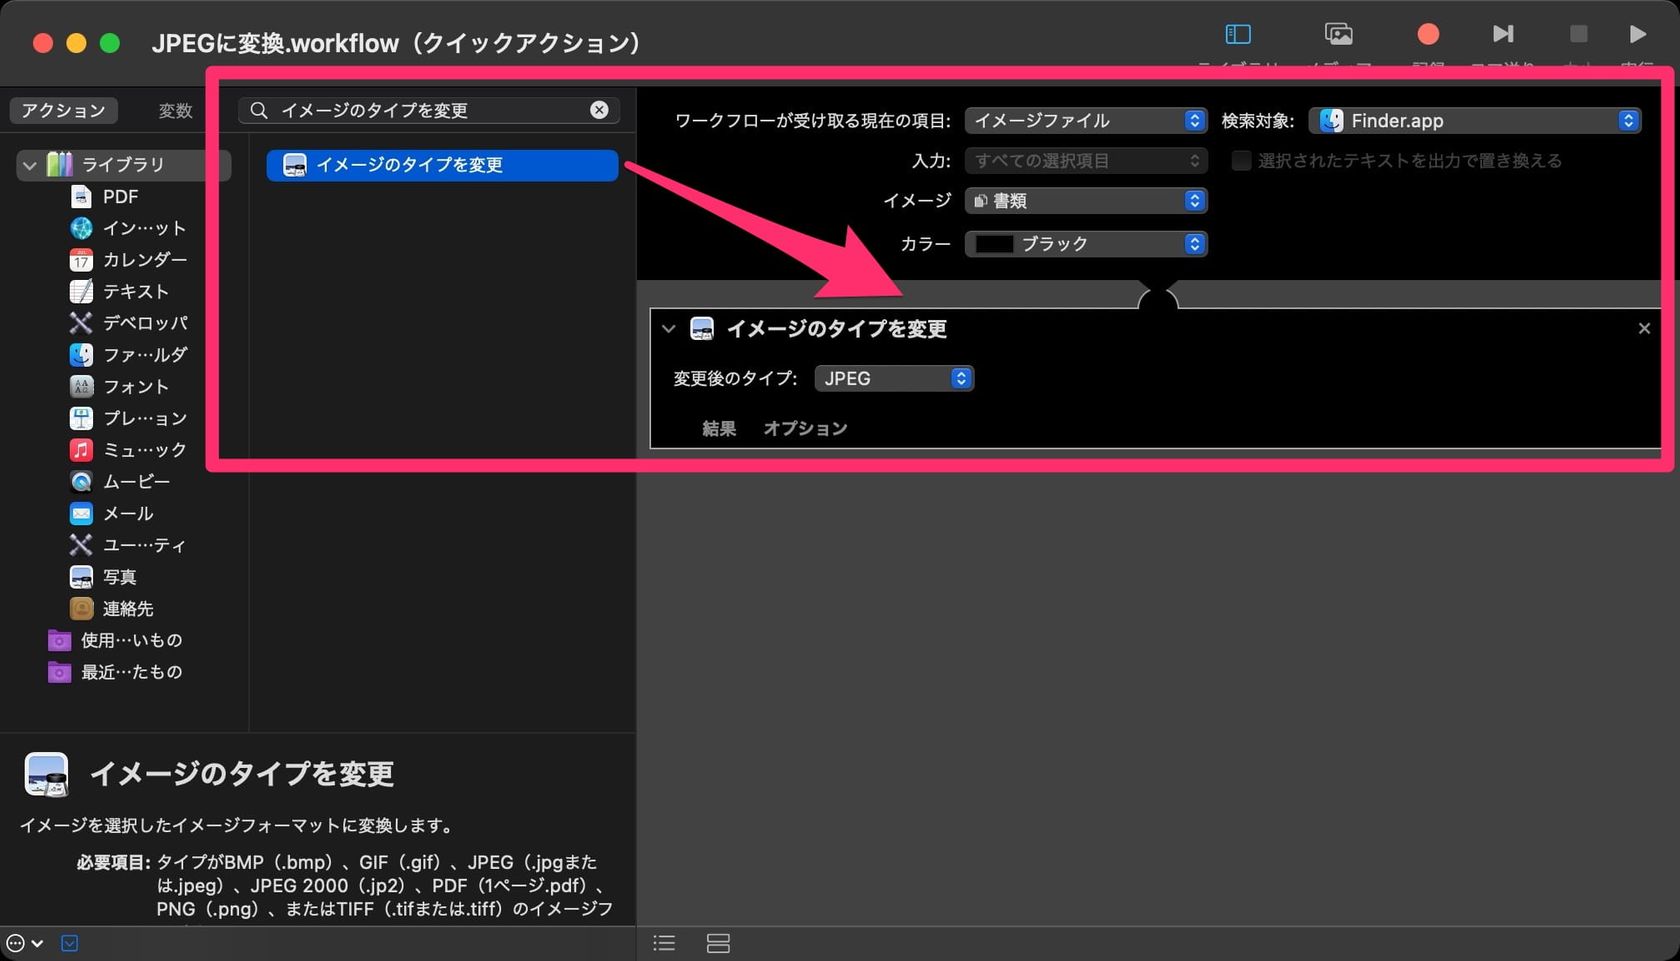 JPEGに変換.workflow（クイックアクション）
アクション
変数
イメージのタイプを変更
ライブラリ
PDF
イン…ット
カレンダー
テキスト
デベロッパ
ファ…ルダ
フォント
プレ…ョン
ミュ…ック
ムービー
メール
ユー…ティ
写真
連絡先
使用…いもの
最近…たもの
イメージのタイプを変更
ワークフローが受け取る現在の項目: イメージファイル 検索対象: Finder.app
入力: すべての選択項目 選択されたテキストを出力で置き換える
イメージ 書類
カラー ブラック
イメージのタイプを変更
変更後のタイプ: JPEG
結果 オプション
イメージのタイプを変更
イメージを選択したイメージフォーマットに変換します。
必要項目: タイプがBMP（.bmp）、GIF（.gif）、JPEG（.jpgまた
は.jpeg）、JPEG 2000（.jp2）、PDF（1ページ.pdf）、
PNG（.png）、またはTIFF（.tifまたは.tiff）のイメージフ